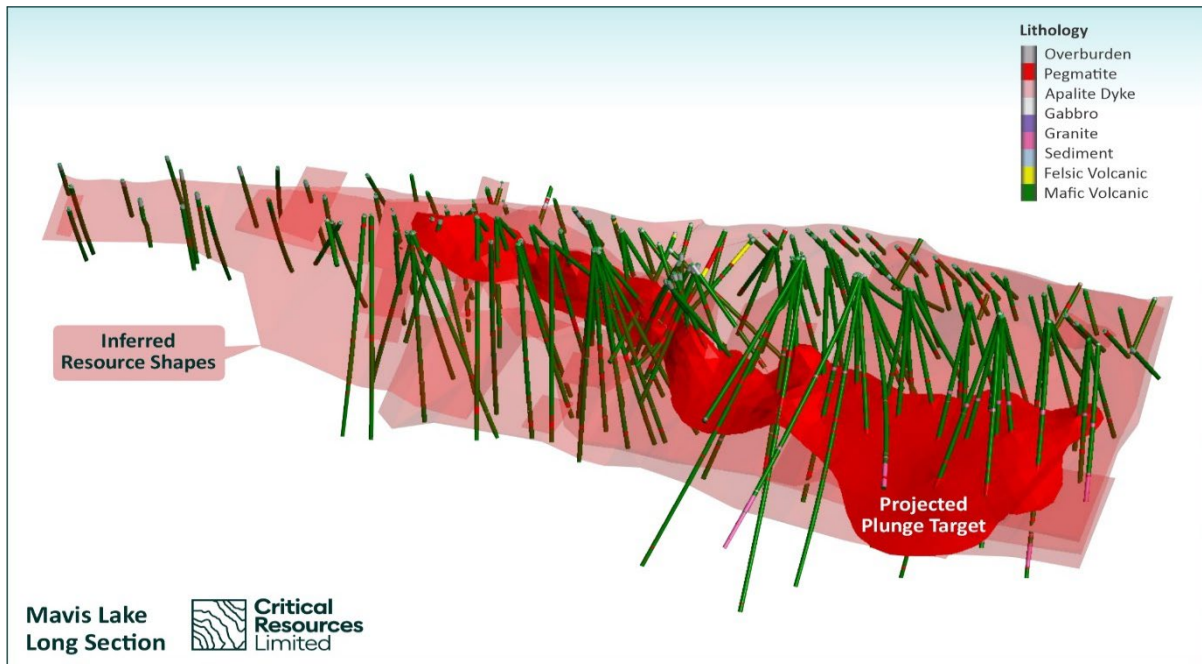 Lithology
Overburden
Pegmatite
Apalite Dyke
Gabbro
Granite
Sediment
Felsic Volcanic
Mafic Volcanic
Inferred
Resource Shapes
Projected
Plunge Target
Mavis Lake
Long Section
Critical
Resources
Limited